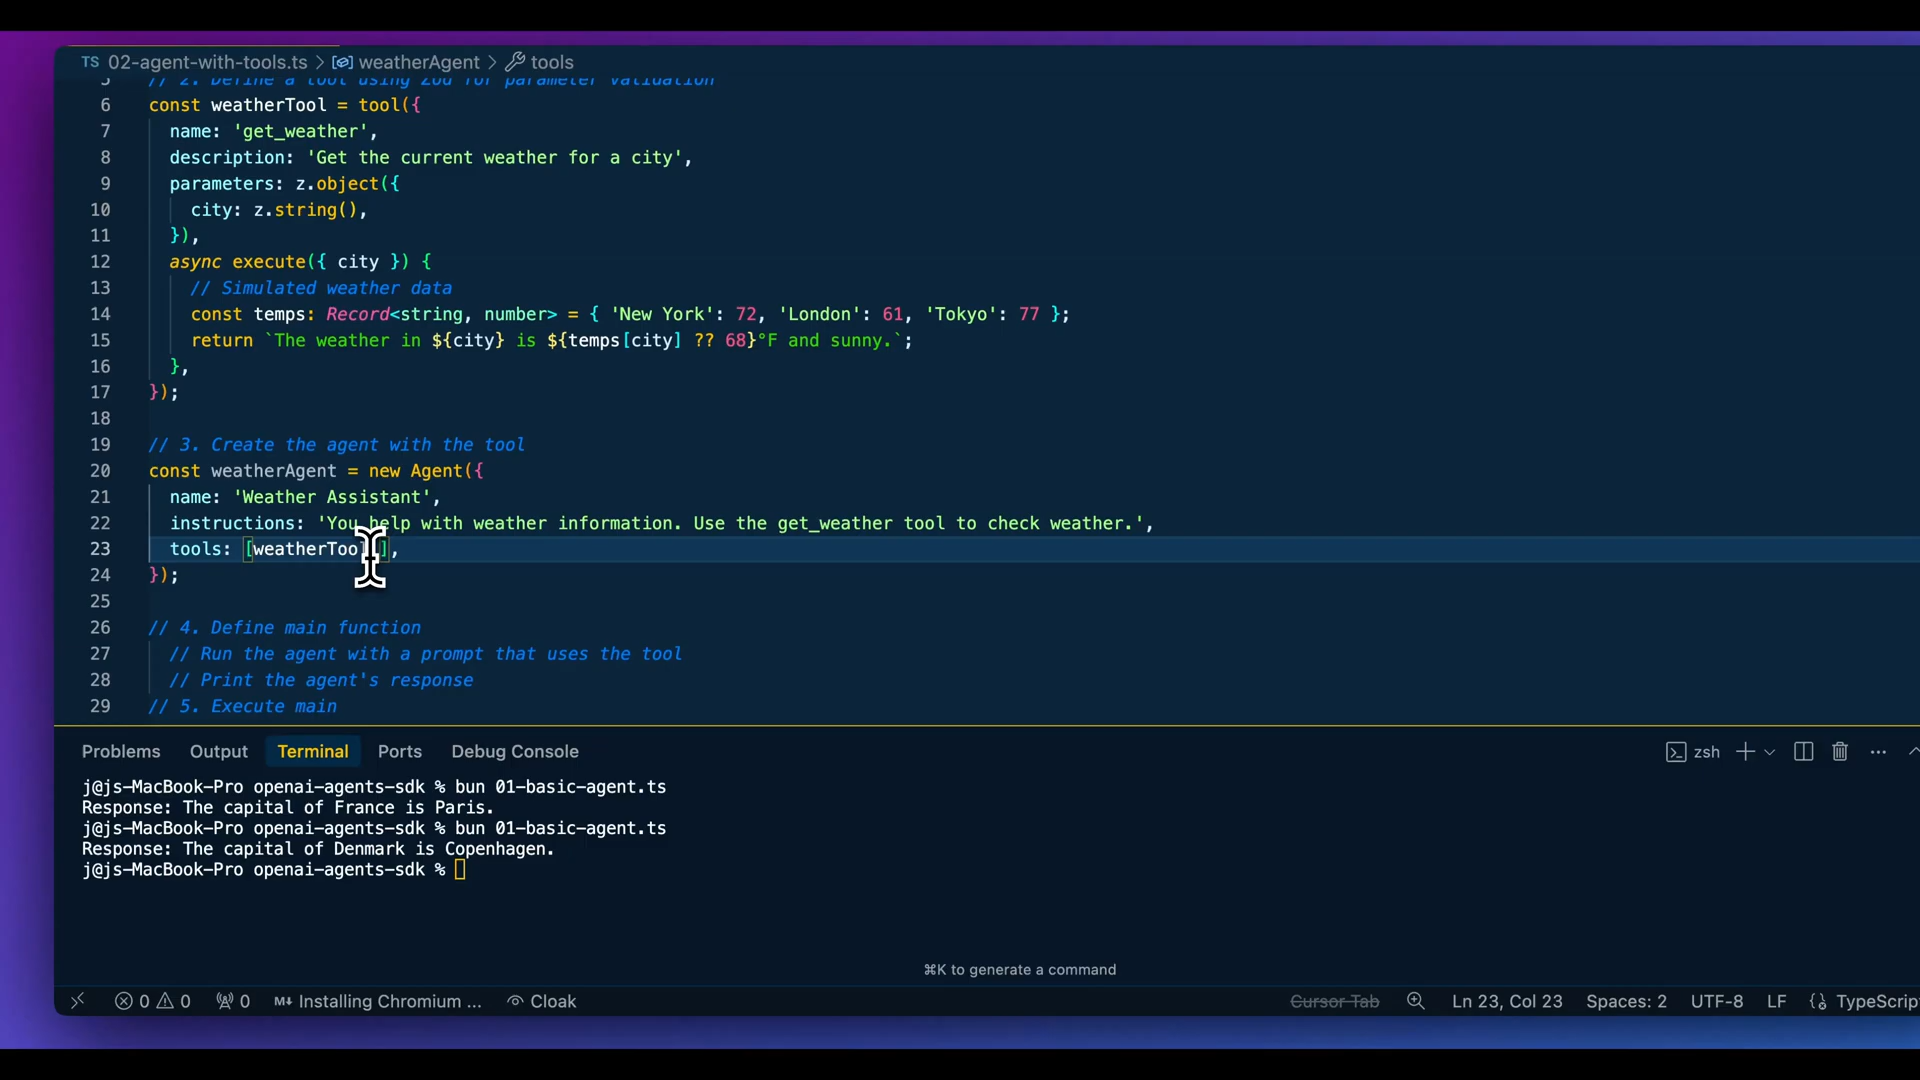 TS 02-agent-with-tools.ts > weatherAgent > tools
5 // 2. Define a tool using Zod for parameter validation
6 const weatherTool = tool({
7 name: 'get_weather',
8 description: 'Get the current weather for a city',
9 parameters: z.object({
10 city: z.string(),
11 }),
12 async execute({ city }) {
13 // Simulated weather data
14 const temps: Record<string, number> = { 'New York': 72, 'London': 61, 'Tokyo': 77 };
15 return `The weather in ${city} is ${temps[city] ?? 68}°F and sunny.`;
16 },
17 });
18
19 // 3. Create the agent with the tool
20 const weatherAgent = new Agent({
21 name: 'Weather Assistant',
22 instructions: 'You help with weather information. Use the get_weather tool to check weather.',
23 tools: [weatherTool],
24 });
25
26 // 4. Define main function
27 // Run the agent with a prompt that uses the tool
28 // Print the agent's response
29 // 5. Execute main
Problems Output Terminal Ports Debug Console zsh
j@js-MacBook-Pro openai-agents-sdk % bun 01-basic-agent.ts
Response: The capital of France is Paris.
j@js-MacBook-Pro openai-agents-sdk % bun 01-basic-agent.ts
Response: The capital of Denmark is Copenhagen.
j@js-MacBook-Pro openai-agents-sdk %
⌘K to generate a command
0 0 0 M↓ Installing Chromium ... Cloak Cursor Tab Ln 23, Col 23 Spaces: 2 UTF-8 LF {} TypeScrip